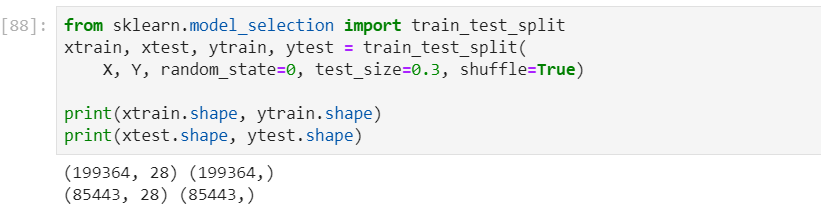 [88]: from sklearn.model_selection import train_test_split
xtrain, xtest, ytrain, ytest = train_test_split(
    X, Y, random_state=0, test_size=0.3, shuffle=True)

print(xtrain.shape, ytrain.shape)
print(xtest.shape, ytest.shape)
(199364, 28) (199364,)
(85443, 28) (85443,)